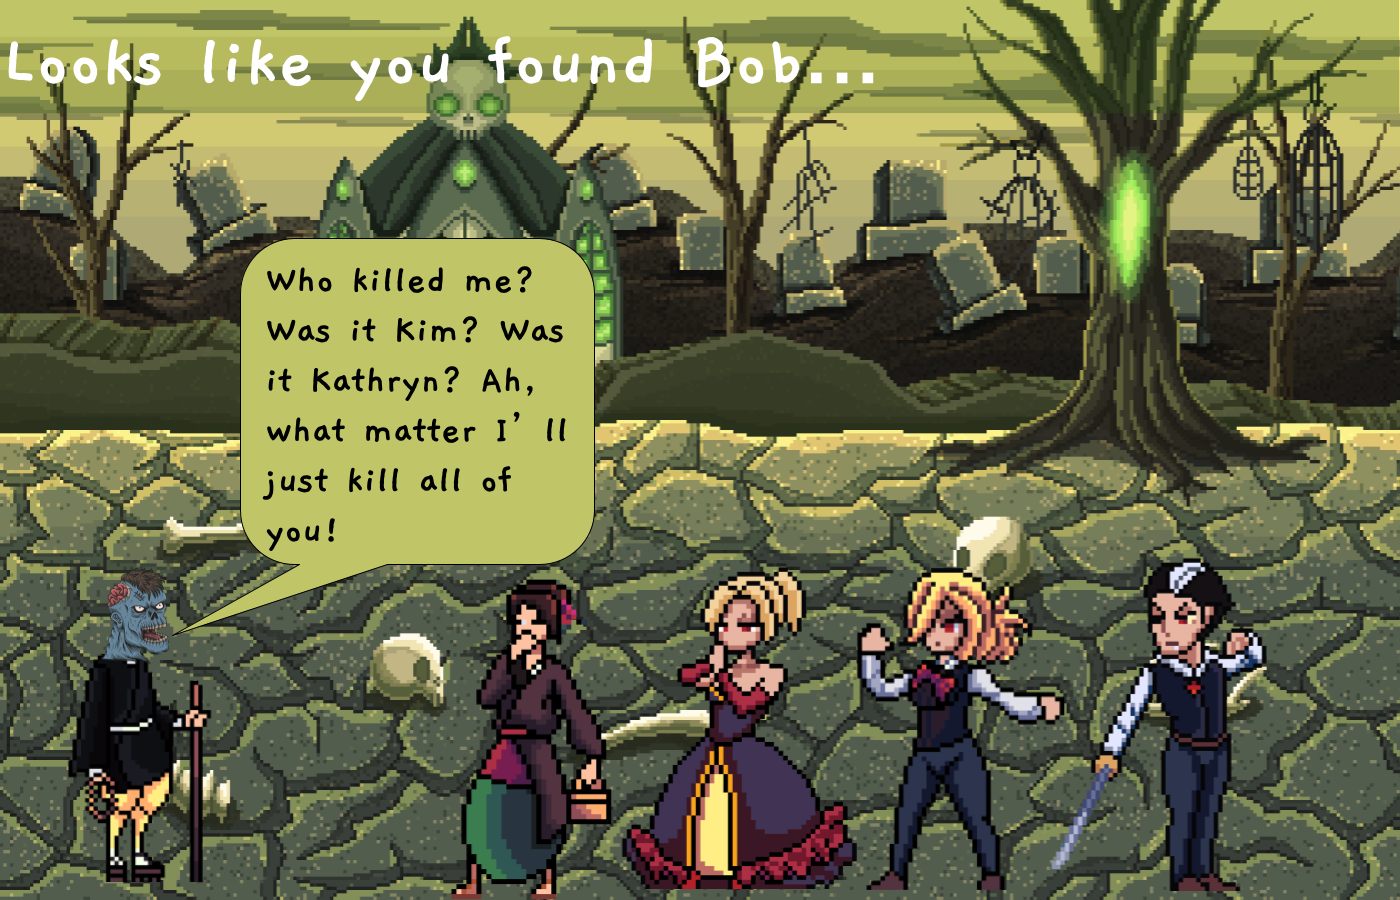 Looks like you found Bob...
Who killed me?
Was it Kim? Was
it Kathryn? Ah,
what matter I'll
just kill all of
you!